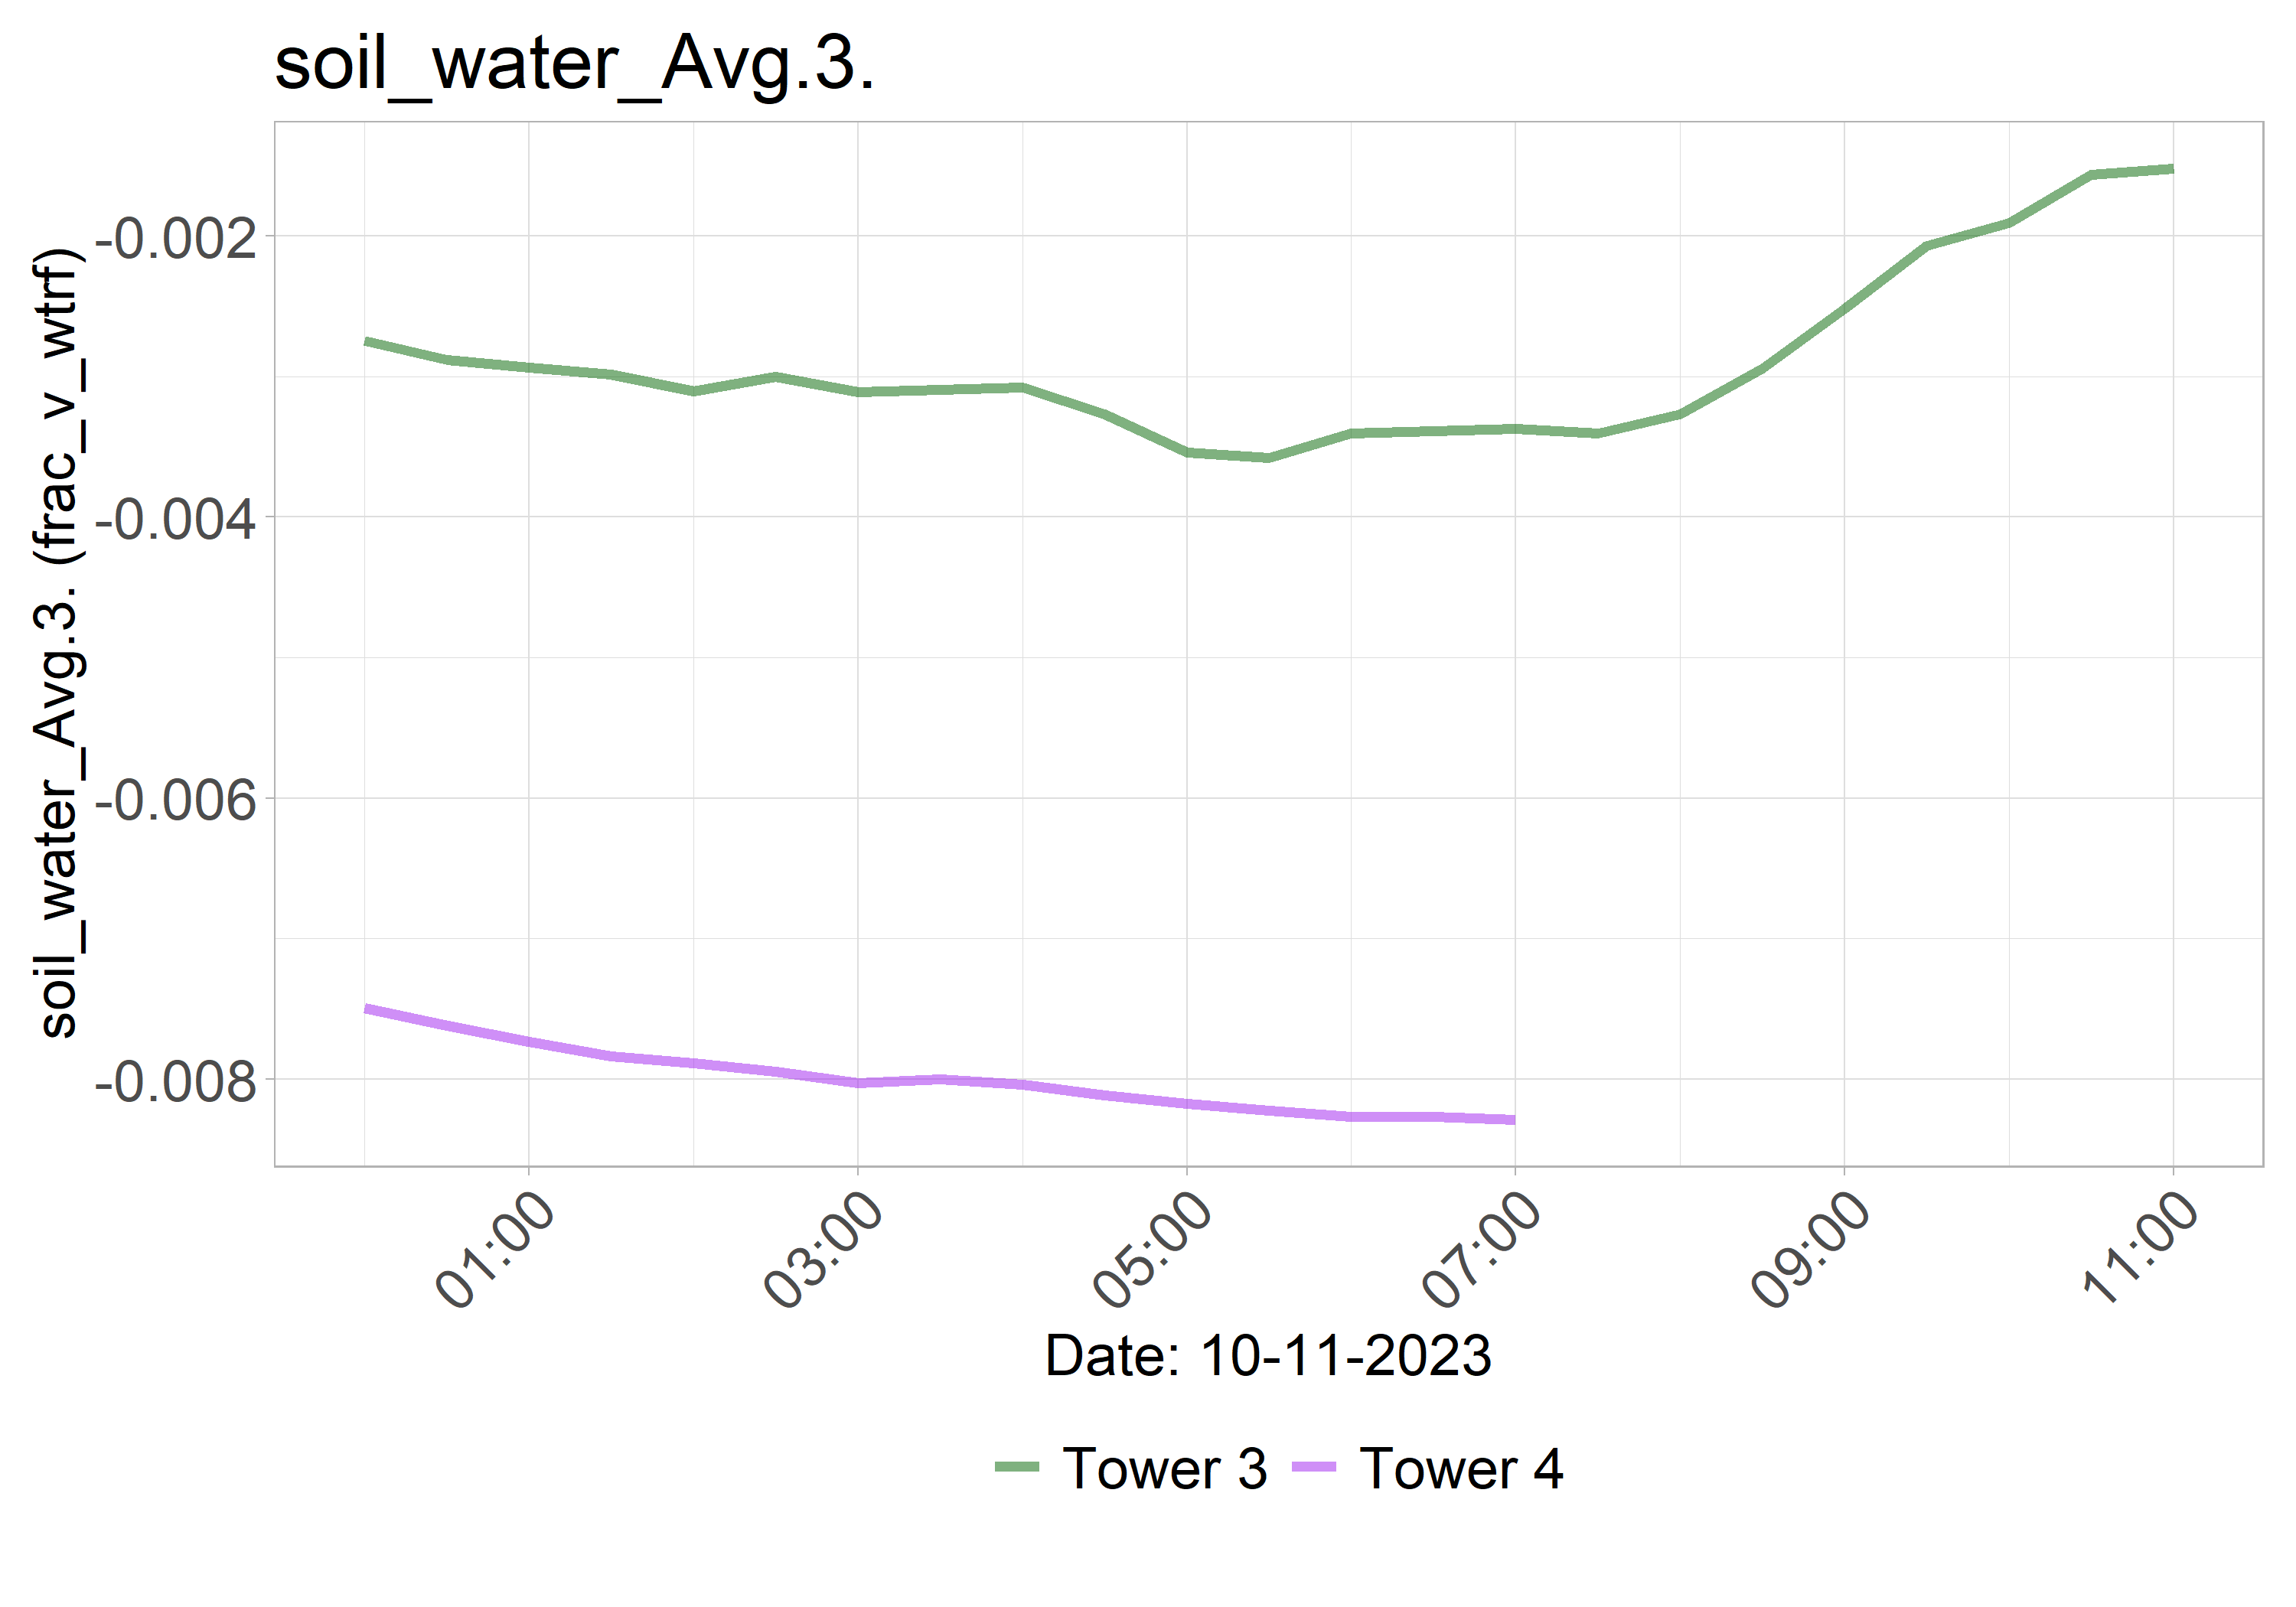 soil_water_Avg.3.
soil_water_Avg.3. (frac_v_wtrf)
-0.002
-0.004
-0.006
-0.008
01:00
03:00
05:00
07:00
09:00
11:00
Date: 10-11-2023
Tower 3
Tower 4